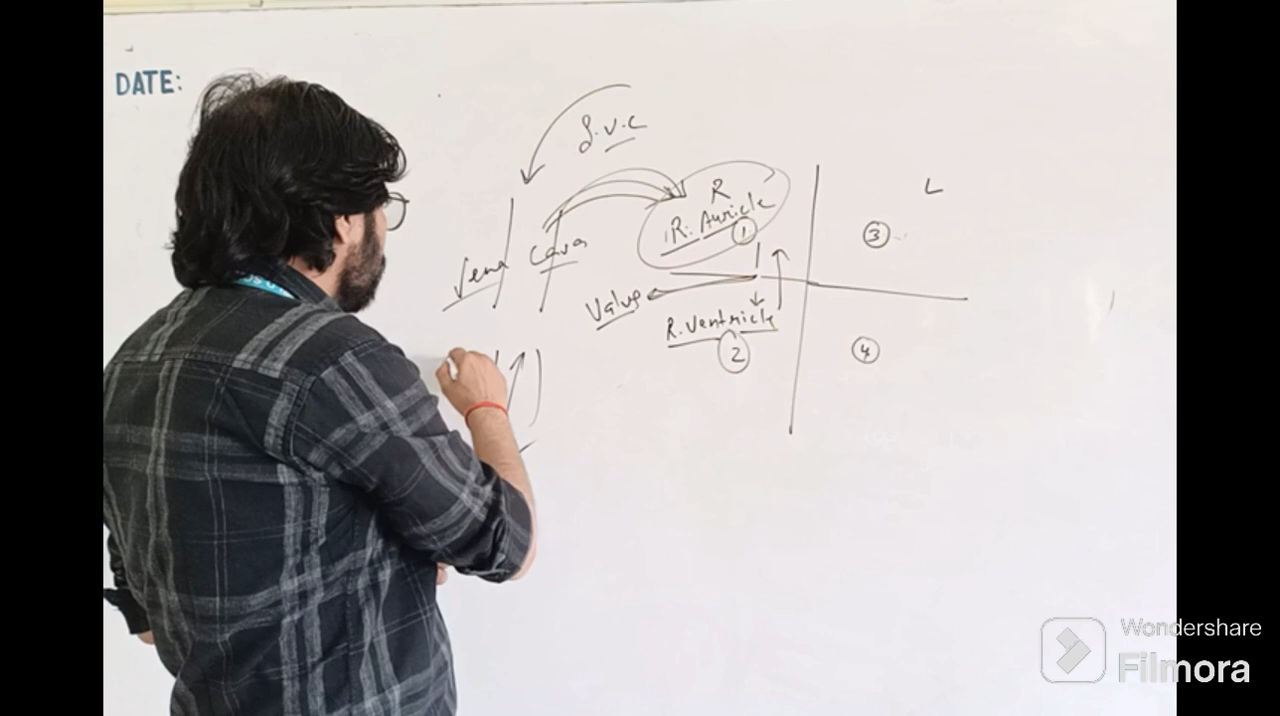 DATE:
S.V.C
R
L
R. Auricle
1
3
Vena Cava
Valve
R. Ventricle
2
4
Wondershare
Filmora